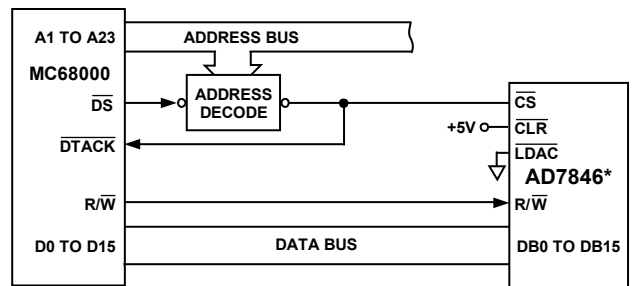 A1 TO A23
ADDRESS BUS
MC68000
DS
ADDRESS
DECODE
CS
+5V
CLR
DTACK
LDAC
AD7846*
R/W
R/W
D0 TO D15
DATA BUS
DB0 TO DB15